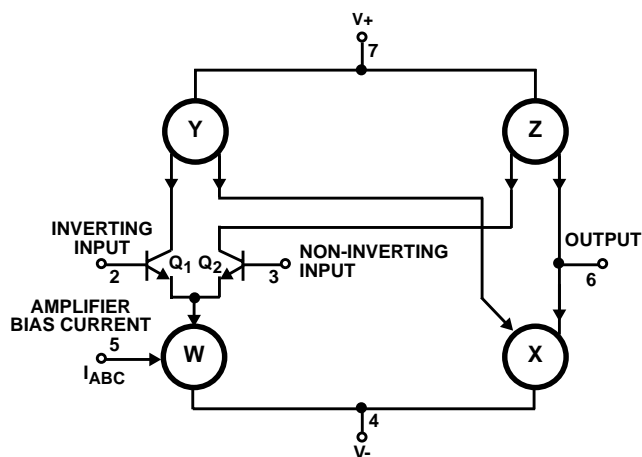 V+
7
Y
Z
INVERTING
INPUT
2
Q1
Q2
3
NON-INVERTING
INPUT
OUTPUT
6
AMPLIFIER
BIAS CURRENT
5
IABC
W
X
4
V-